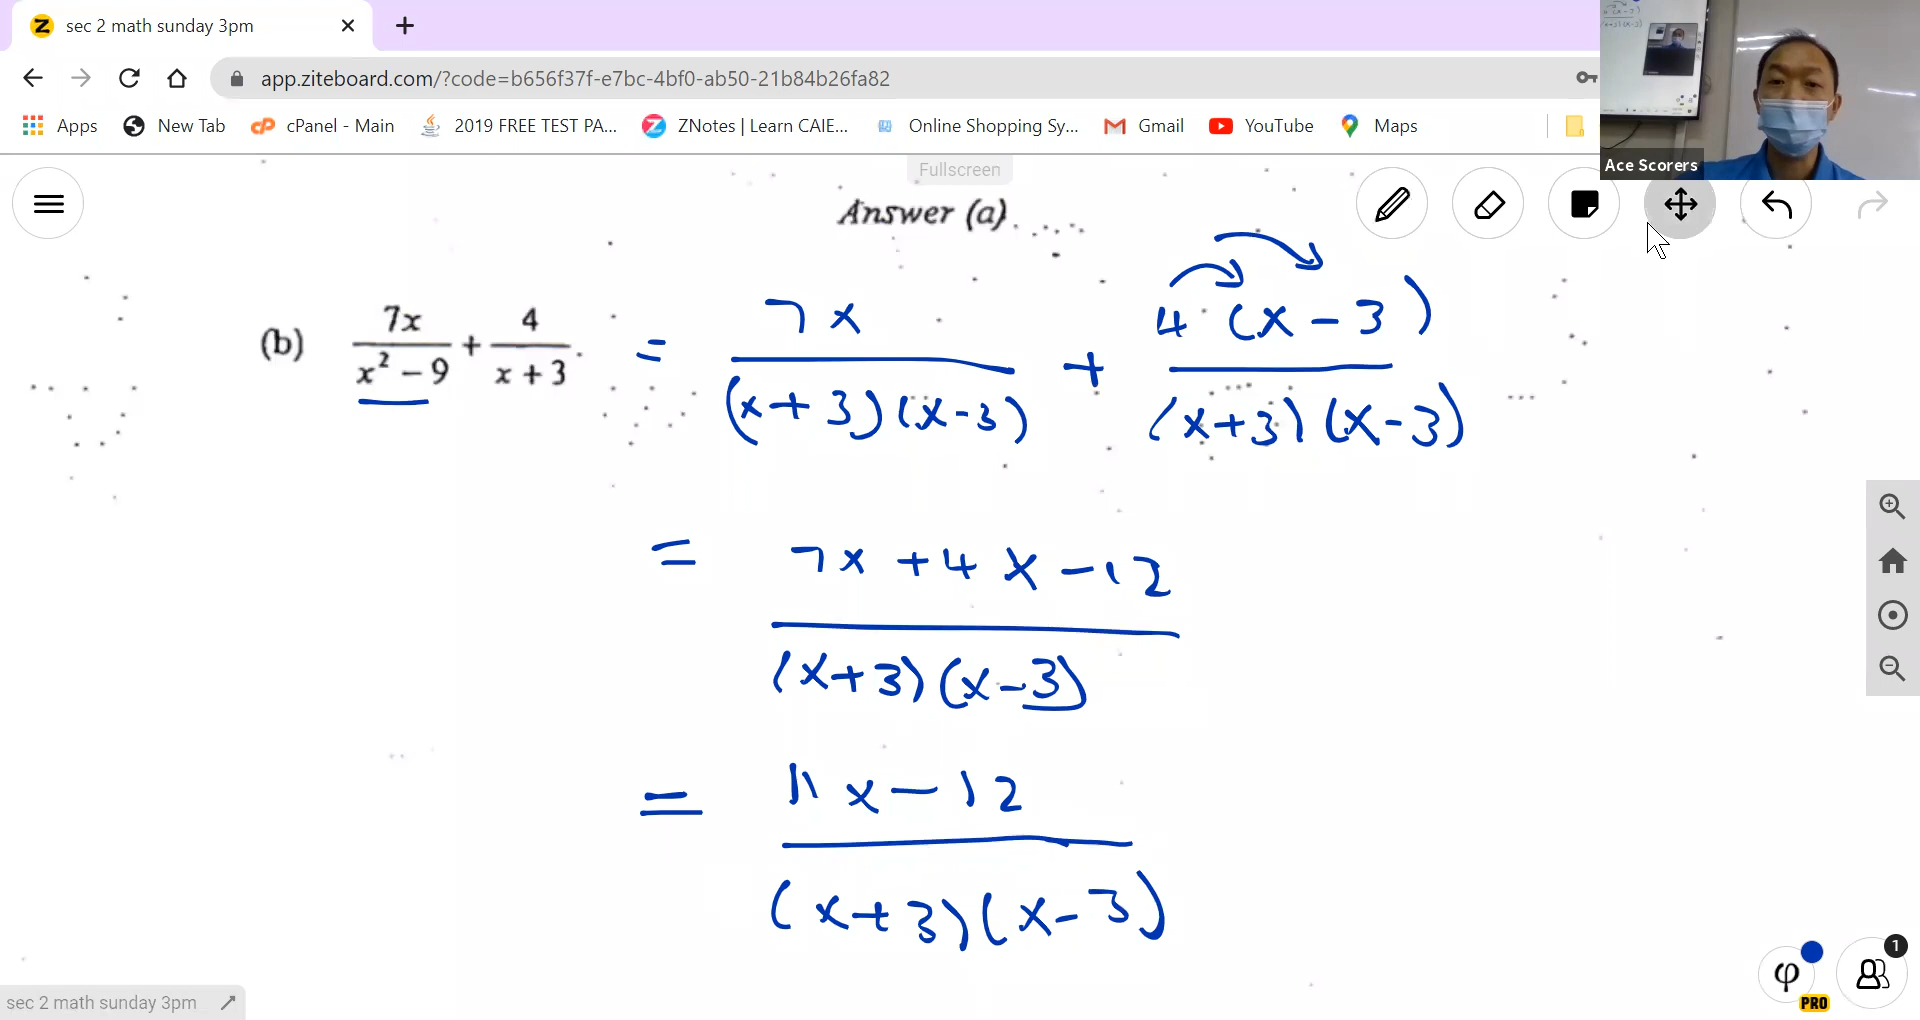 sec 2 math sunday 3pm
app.ziteboard.com/?code=b656f37f-e7bc-4bf0-ab50-21b84b26fa82
Apps New Tab cPanel - Main 2019 FREE TEST PA... ZNotes | Learn CAIE... Online Shopping Sy... Gmail YouTube Maps
Ace Scorers
Fullscreen
Answer (a)
(b) 7x/(x² − 9) + 4/(x + 3) = 7x/((x+3)(x-3)) + 4(x-3)/((x+3)(x-3))
= (7x+4x-12)/((x+3)(x-3))
= (11x-12)/((x+3)(x-3))
1
φ PRO
sec 2 math sunday 3pm